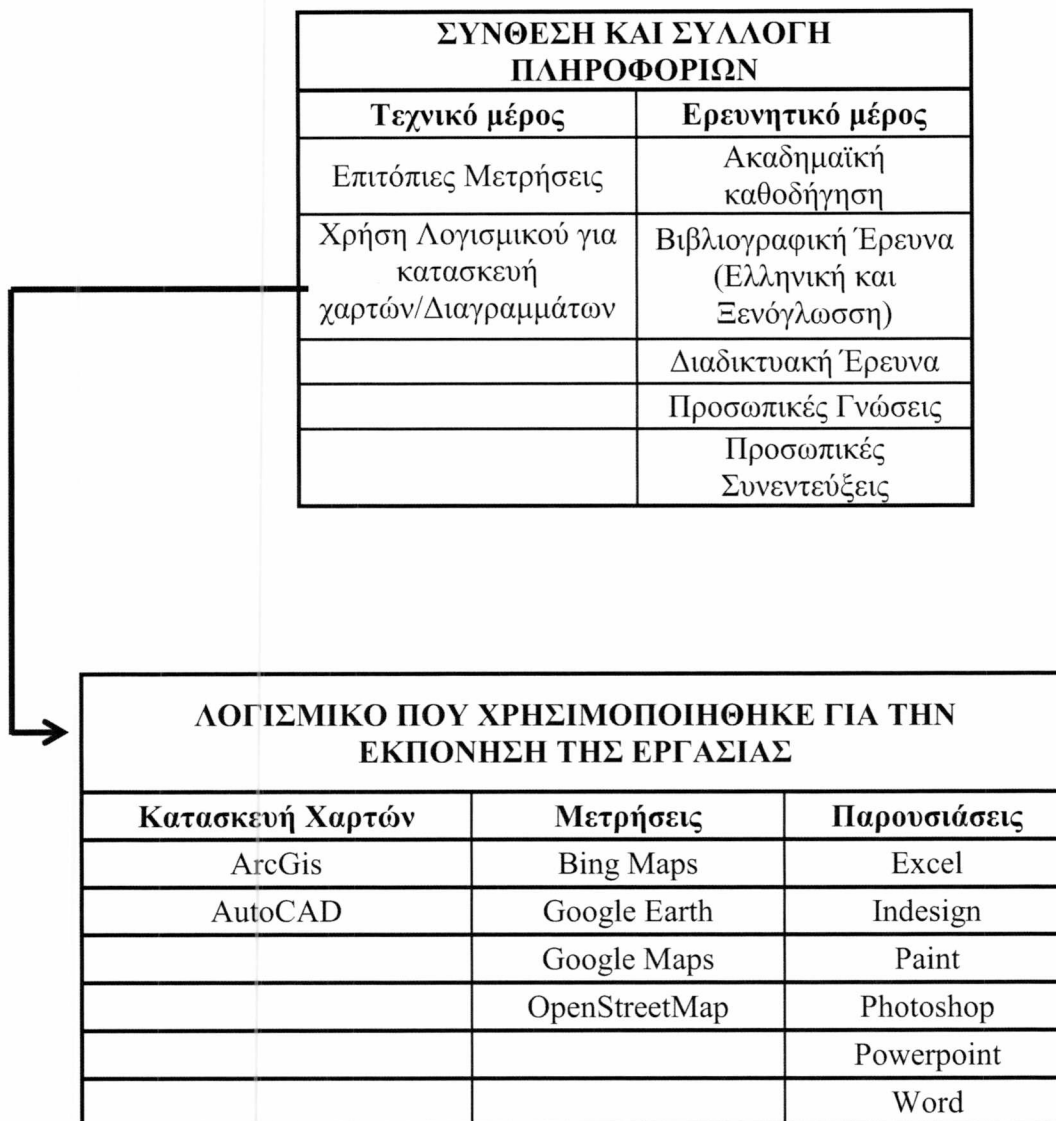 ΣΥΝΘΕΣΗ ΚΑΙ ΣΥΛΛΟΓΗ
ΠΛΗΡΟΦΟΡΙΩΝ
Τεχνικό μέρος
Ερευνητικό μέρος
Επιτόπιες Μετρήσεις
Ακαδημαϊκή
καθοδήγηση
Χρήση Λογισμικού για
κατασκευή
χαρτών/Διαγραμμάτων
Βιβλιογραφική Έρευνα
(Ελληνική και
Ξενόγλωσση)
Διαδικτυακή Έρευνα
Προσωπικές Γνώσεις
Προσωπικές
Συνεντεύξεις
ΛΟΓΙΣΜΙΚΟ ΠΟΥ ΧΡΗΣΙΜΟΠΟΙΗΘΗΚΕ ΓΙΑ ΤΗΝ
ΕΚΠΟΝΗΣΗ ΤΗΣ ΕΡΓΑΣΙΑΣ
Κατασκευή Χαρτών
Μετρήσεις
Παρουσιάσεις
ArcGis
Bing Maps
Excel
AutoCAD
Google Earth
Indesign
Google Maps
Paint
OpenStreetMap
Photoshop
Powerpoint
Word